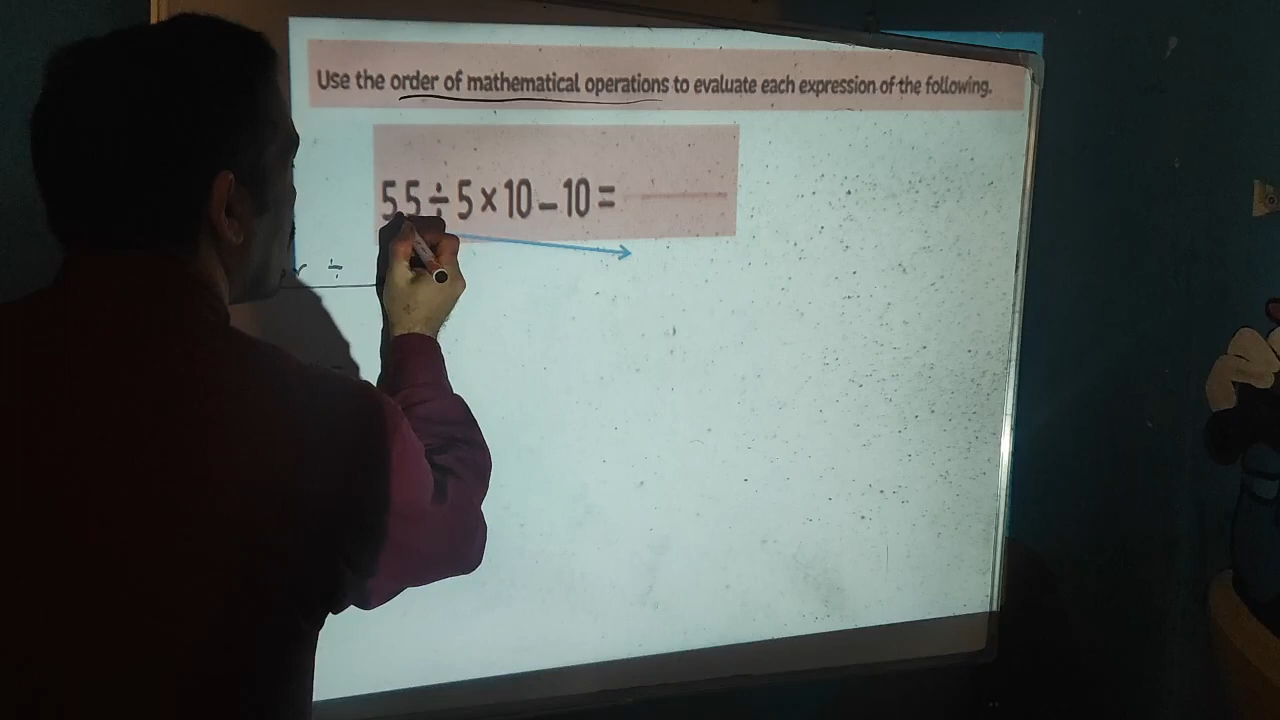 Use the order of mathematical operations to evaluate each expression of the following.
55÷5×10–10=
÷